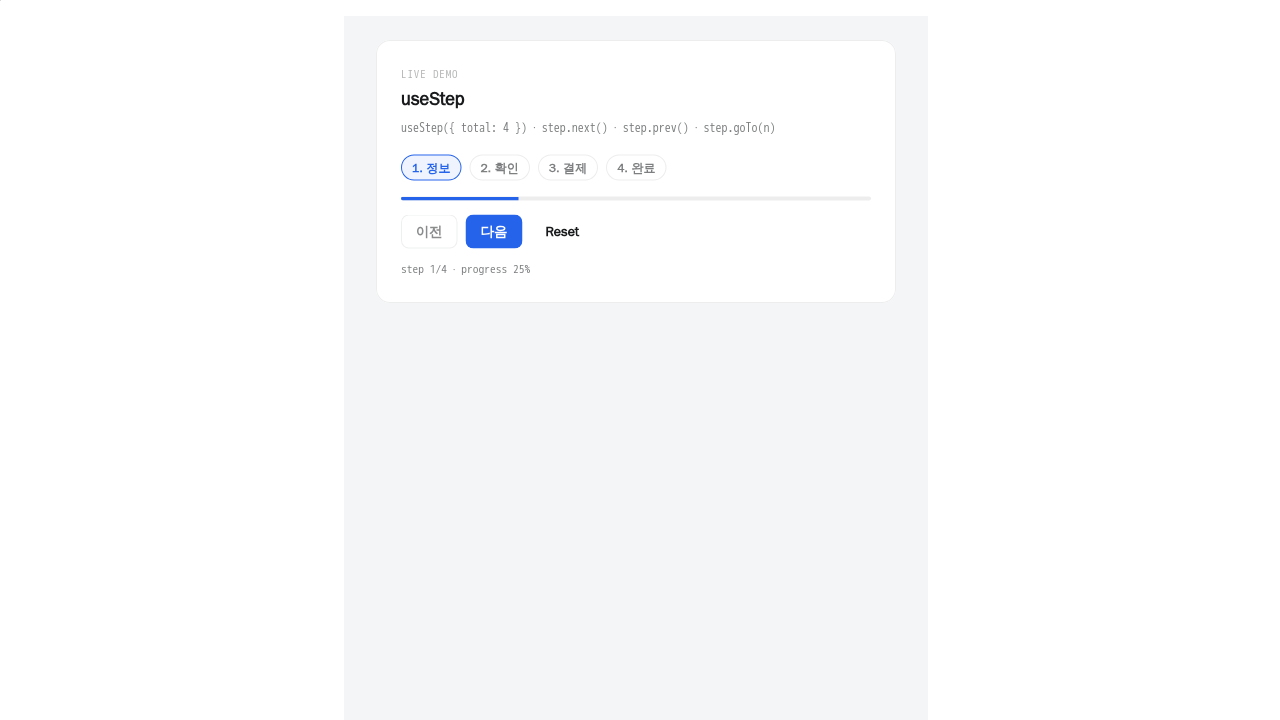 LIVE DEMO
useStep
useStep({ total: 4 }) · step.next() · step.prev() · step.goTo(n)
1. 정보 2. 확인 3. 결제 4. 완료
이전 다음 Reset
step 1/4 · progress 25%